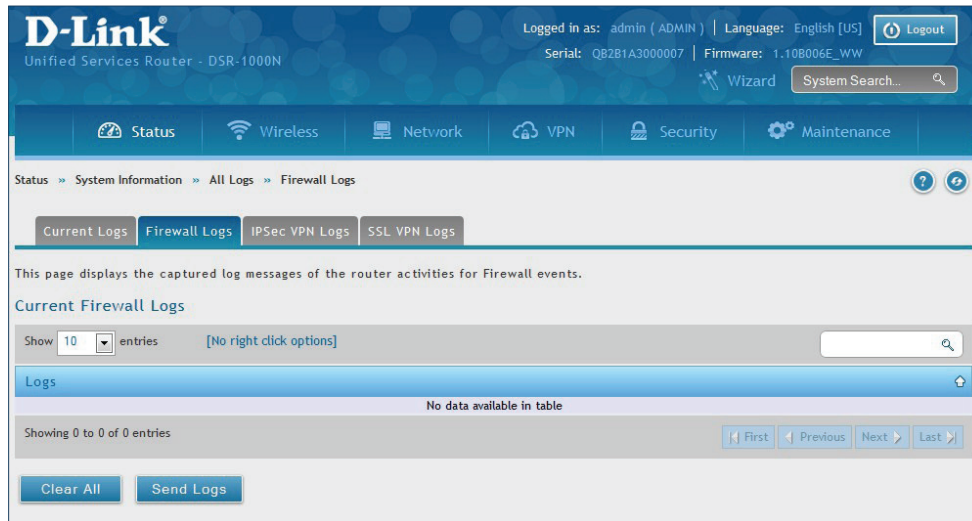 D-Link
Unified Services Router - DSR-1000N
Logged in as: admin ( ADMIN ) | Language: English [US]
Logout
Serial: QB2B1A3000007 | Firmware: 1.10B006E_WW
Wizard
System Search...
Status
Wireless
Network
VPN
Security
Maintenance
Status » System Information » All Logs » Firewall Logs
?
Current Logs
Firewall Logs
IPSec VPN Logs
SSL VPN Logs
This page displays the captured log messages of the router activities for Firewall events.
Current Firewall Logs
Show 10 entries
[No right click options]
Logs
No data available in table
Showing 0 to 0 of 0 entries
First
Previous
Next
Last
Clear All
Send Logs